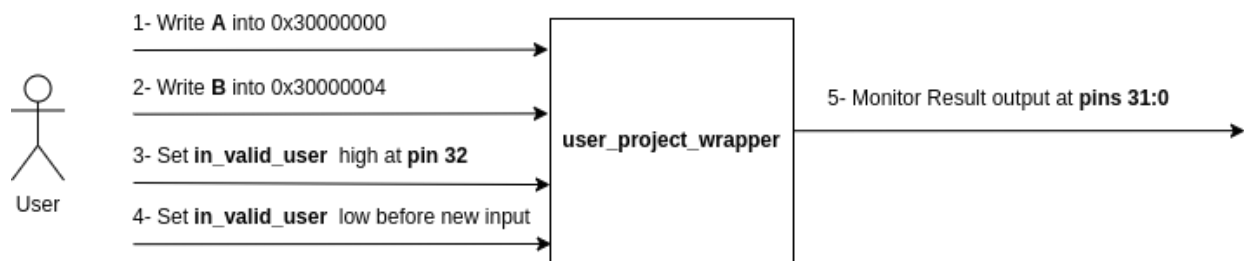 1- Write A into 0x30000000
2- Write B into 0x30000004
3- Set in_valid_user high at pin 32
4- Set in_valid_user low before new input
User
user_project_wrapper
5- Monitor Result output at pins 31:0